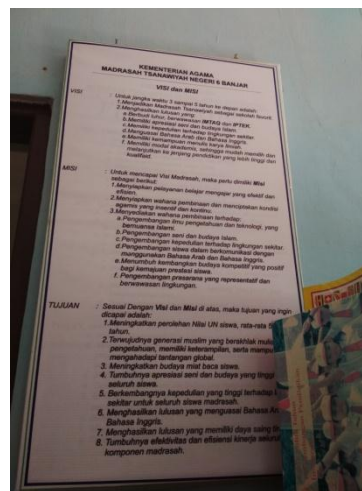 KEMENTERIAN AGAMA
MADRASAH TSANAWIYAH NEGERI 6 BANJAR
VISI dan MISI
VISI : Untuk jangka waktu 3 sampai 5 tahun ke depan adalah:
1.Menjadikan Madrasah Tsanawiyah sebagai sekolah favorit.
2.Menghasilkan lulusan yang
a.Berbudi luhur, berwawasan IMTAQ dan IPTEK.
b.Memiliki apresiasi seni dan budaya Islam.
c.Memiliki kepedulian terhadap lingkungan sekitar.
d.Menguasai Bahasa Arab dan Bahasa Inggris.
e.Memiliki kemampuan menulis karya ilmiah.
f. Memiliki modal akademis, sehingga mudah memilih dan
melanjutkan ke jenjang pendidikan yang lebih tinggi dan
kualified.
MISI : Untuk mencapai Visi Madrasah, maka perlu dimiliki Misi
sebagai berikut:
1.Menyiapkan pelayanan belajar mengajar yang efektif dan
efisien.
2.Menyiapkan wahana pembinaan dan menciptakan kondisi
agamis yang insentif dan kontinu.
3.Menyediakan wahana pembinaan terhadap:
a.Pengembangan ilmu pengetahuan dan teknologi, yang
bernuansa Islami.
b.Pengembangan seni dan budaya Islam.
c.Pengembangan kepedulian terhadap lingkungan sekitar.
d.Pengembangan siswa dalam berkomunikasi dengan
menggunakan Bahasa Arab dan Bahasa Inggris.
e.Menumbuh kembangkan budaya kompetitif yang positif
bagi kemajuan prestasi siswa.
f.Pengembangan prasarana yang representatif dan
berwawasan lingkungan.
TUJUAN : Sesuai Dengan Visi dan Misi di atas, maka tujuan yang ingin
dicapai adalah:
1.Meningkatkan perolehan Nilai UN siswa, rata-rata
tahun.
2.Terwujudnya generasi muslim yang berakhlak
pengetahuan, memiliki keterampilan, serta mampu
mengahadapi tantangan global.
3. Meningkatkan budaya miat baca siswa.
4. Tumbuhnya apresiasi seni dan budaya yang
seluruh siswa.
5. Berkembangnya kepedulian yang tinggi terhadap
sekitar untuk seluruh siswa madrasah.
6. Menghasilkan lulusan yang menguasai Bahasa
Bahasa Inggris.
7. Menghasilkan lulusan yang memiliki daya saing
8. Tumbuhnya efektivitas dan efisiensi kinerja
komponen madrasah.